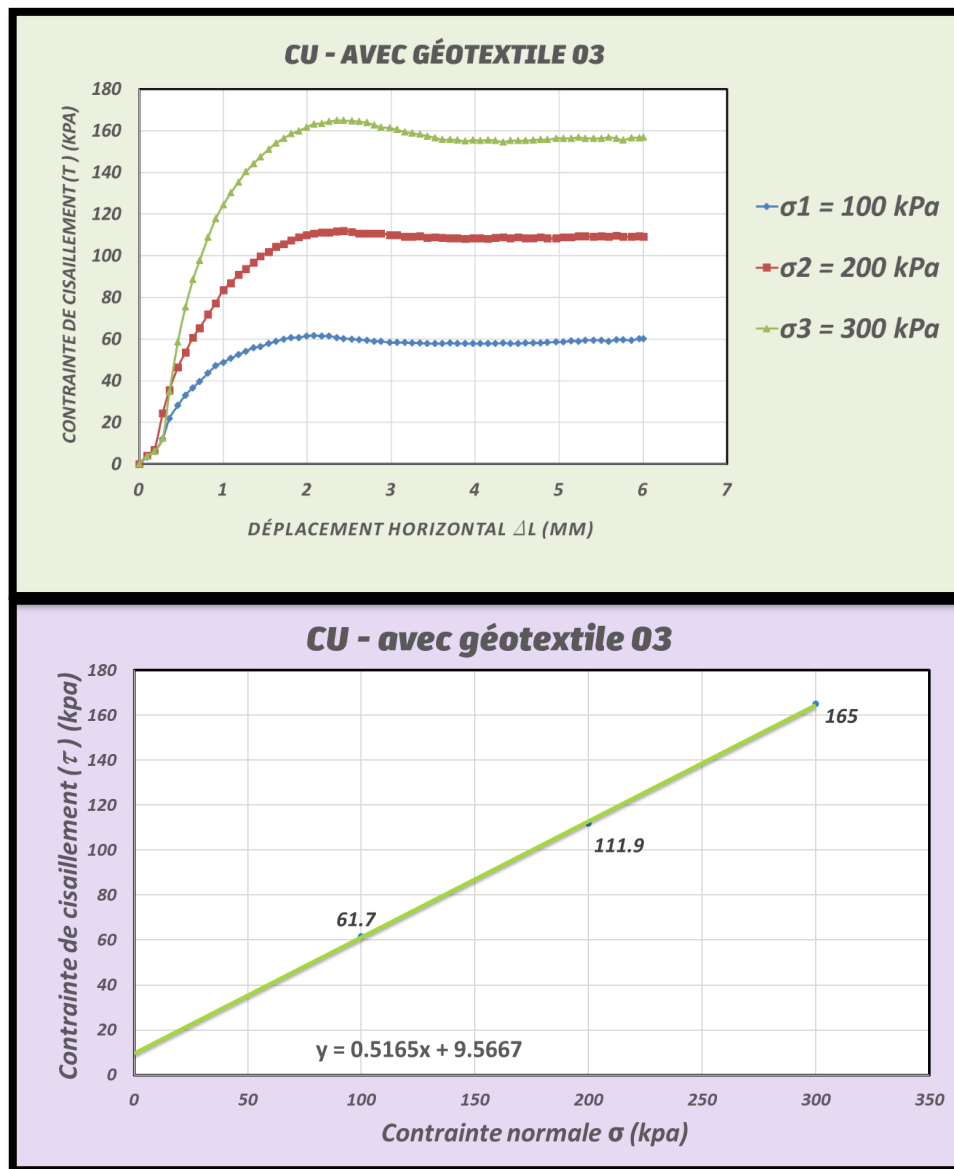 CU - AVEC GÉOTEXTILE 03
CONTRAINTE DE CISAILLEMENT (T) (KPA)
180
160
140
120
100
80
60
40
20
0
0 1 2 3 4 5 6 7
DÉPLACEMENT HORIZONTAL ΔL (MM)
σ1 = 100 kPa
σ2 = 200 kPa
σ3 = 300 kPa
CU - avec géotextile 03
Contrainte de cisaillement (τ) (kpa)
180
160
140
120
100
80
60
40
20
0
165
111.9
61.7
y = 0.5165x + 9.5667
0 50 100 150 200 250 300 350
Contrainte normale σ (kpa)